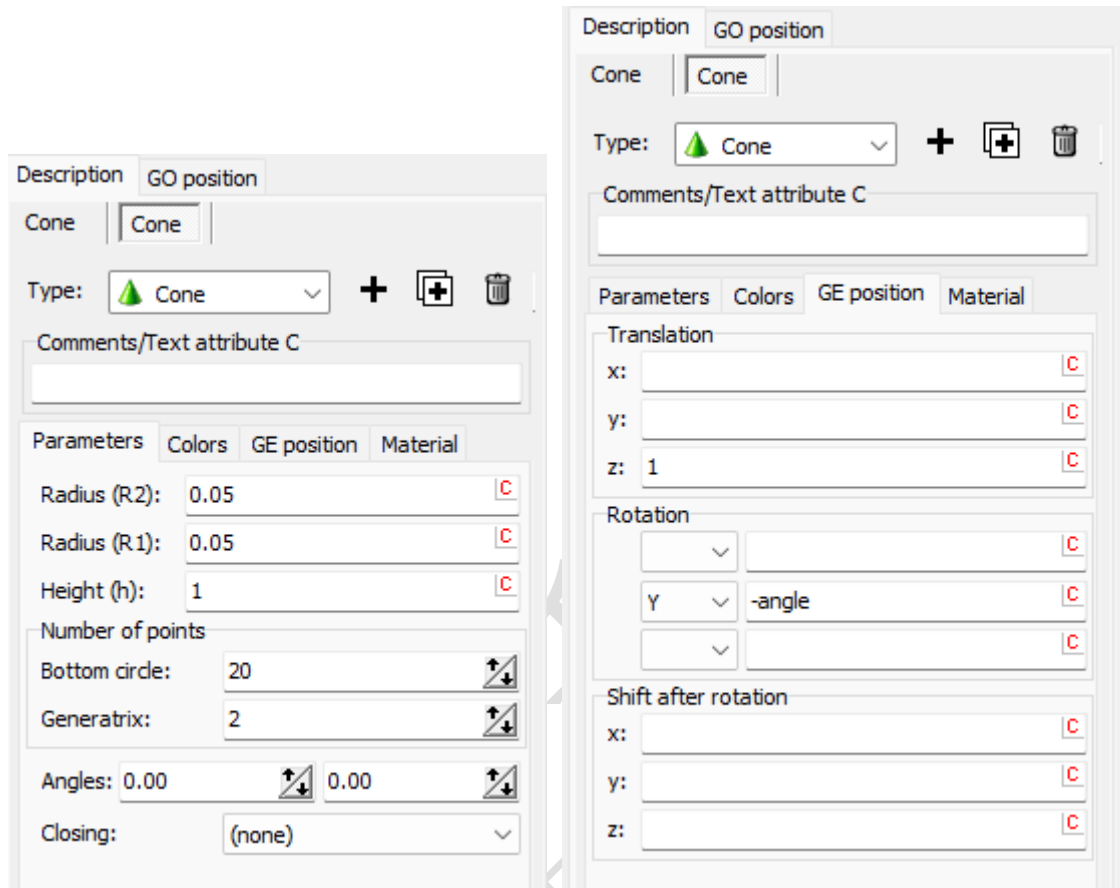 Description GO position
Cone Cone
Type: Cone
Comments/Text attribute C
Parameters Colors GE position Material
Radius (R2): 0.05 C
Radius (R1): 0.05 C
Height (h): 1 C
Number of points
Bottom circle: 20
Generatrix: 2
Angles: 0.00 0.00
Closing: (none)
Description GO position
Cone Cone
Type: Cone
Comments/Text attribute C
Parameters Colors GE position Material
Translation
x: C
y: C
z: 1 C
Rotation
C
Y -angle C
C
Shift after rotation
x: C
y: C
z: C